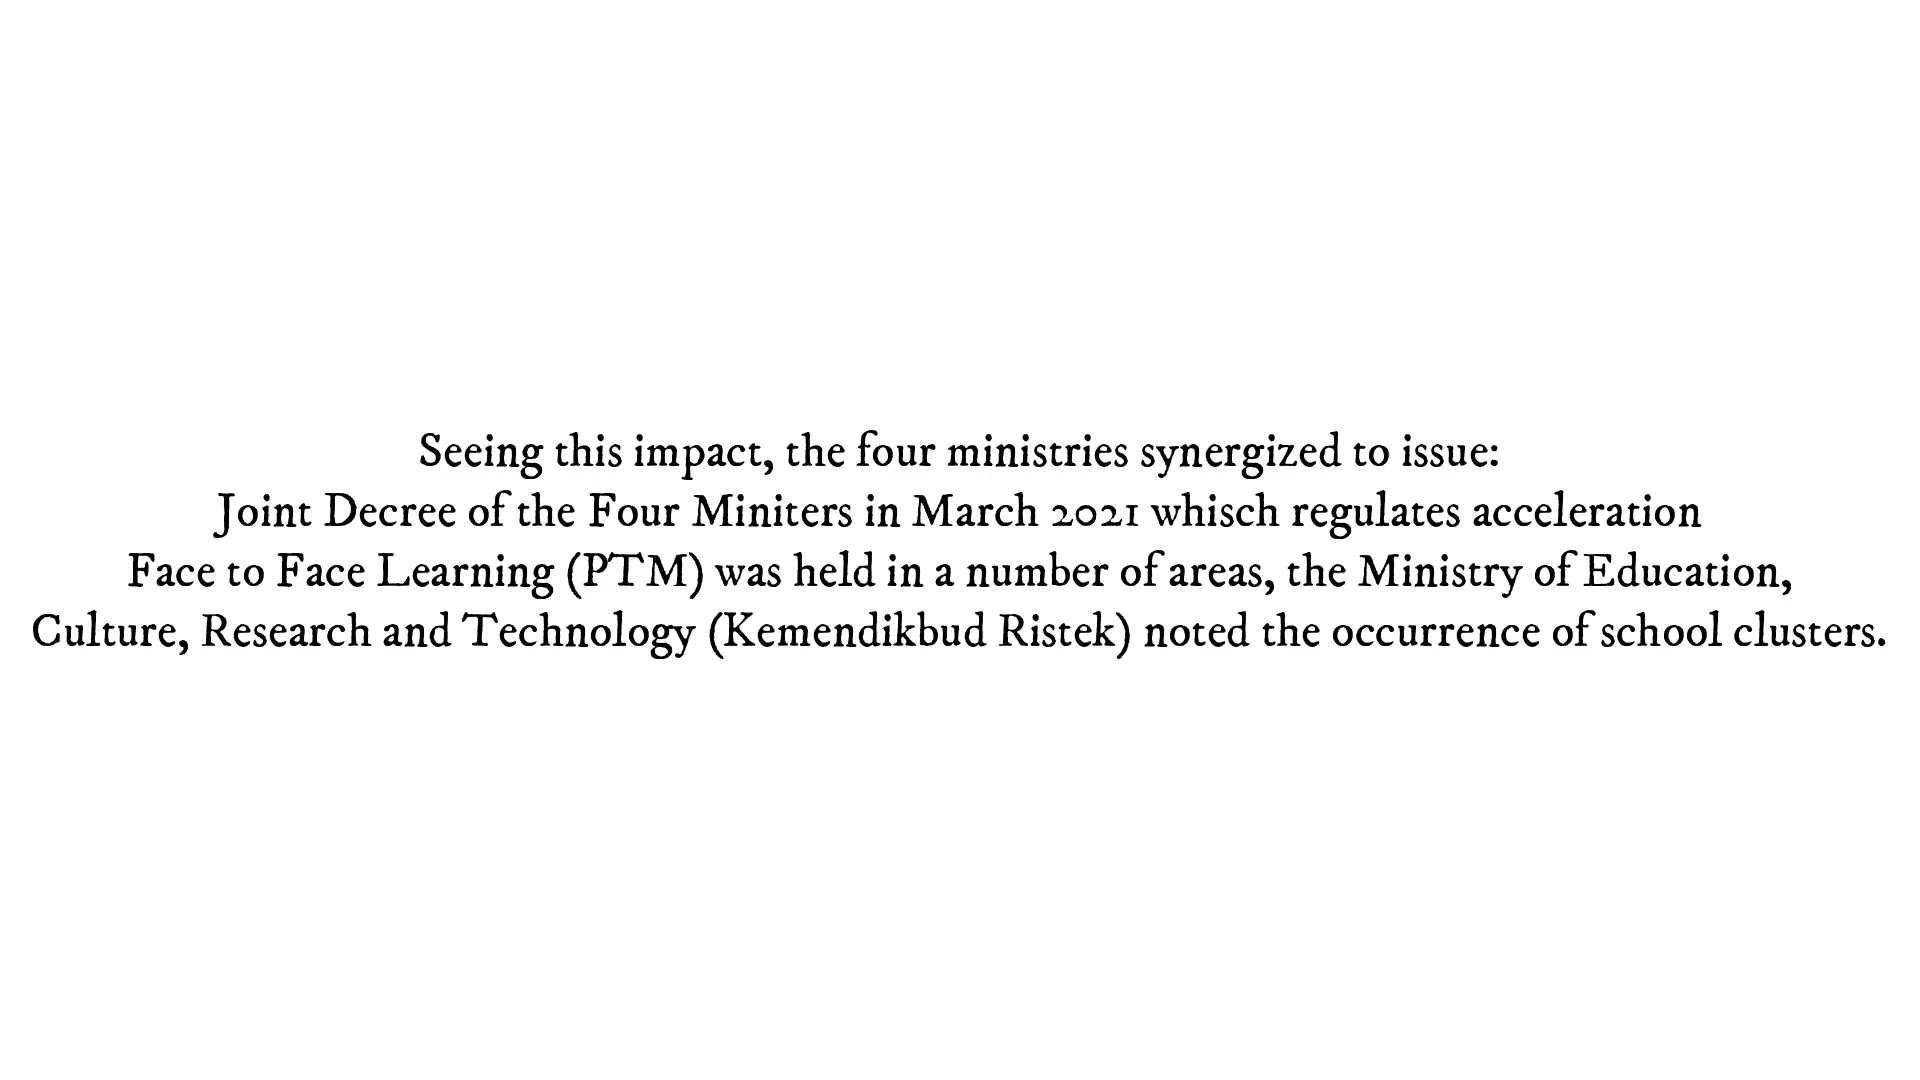 Seeing this impact, the four ministries synergized to issue:
Joint Decree of the Four Miniters in March 2021 whisch regulates acceleration
Face to Face Learning (PTM) was held in a number of areas, the Ministry of Education,
Culture, Research and Technology (Kemendikbud Ristek) noted the occurrence of school clusters.